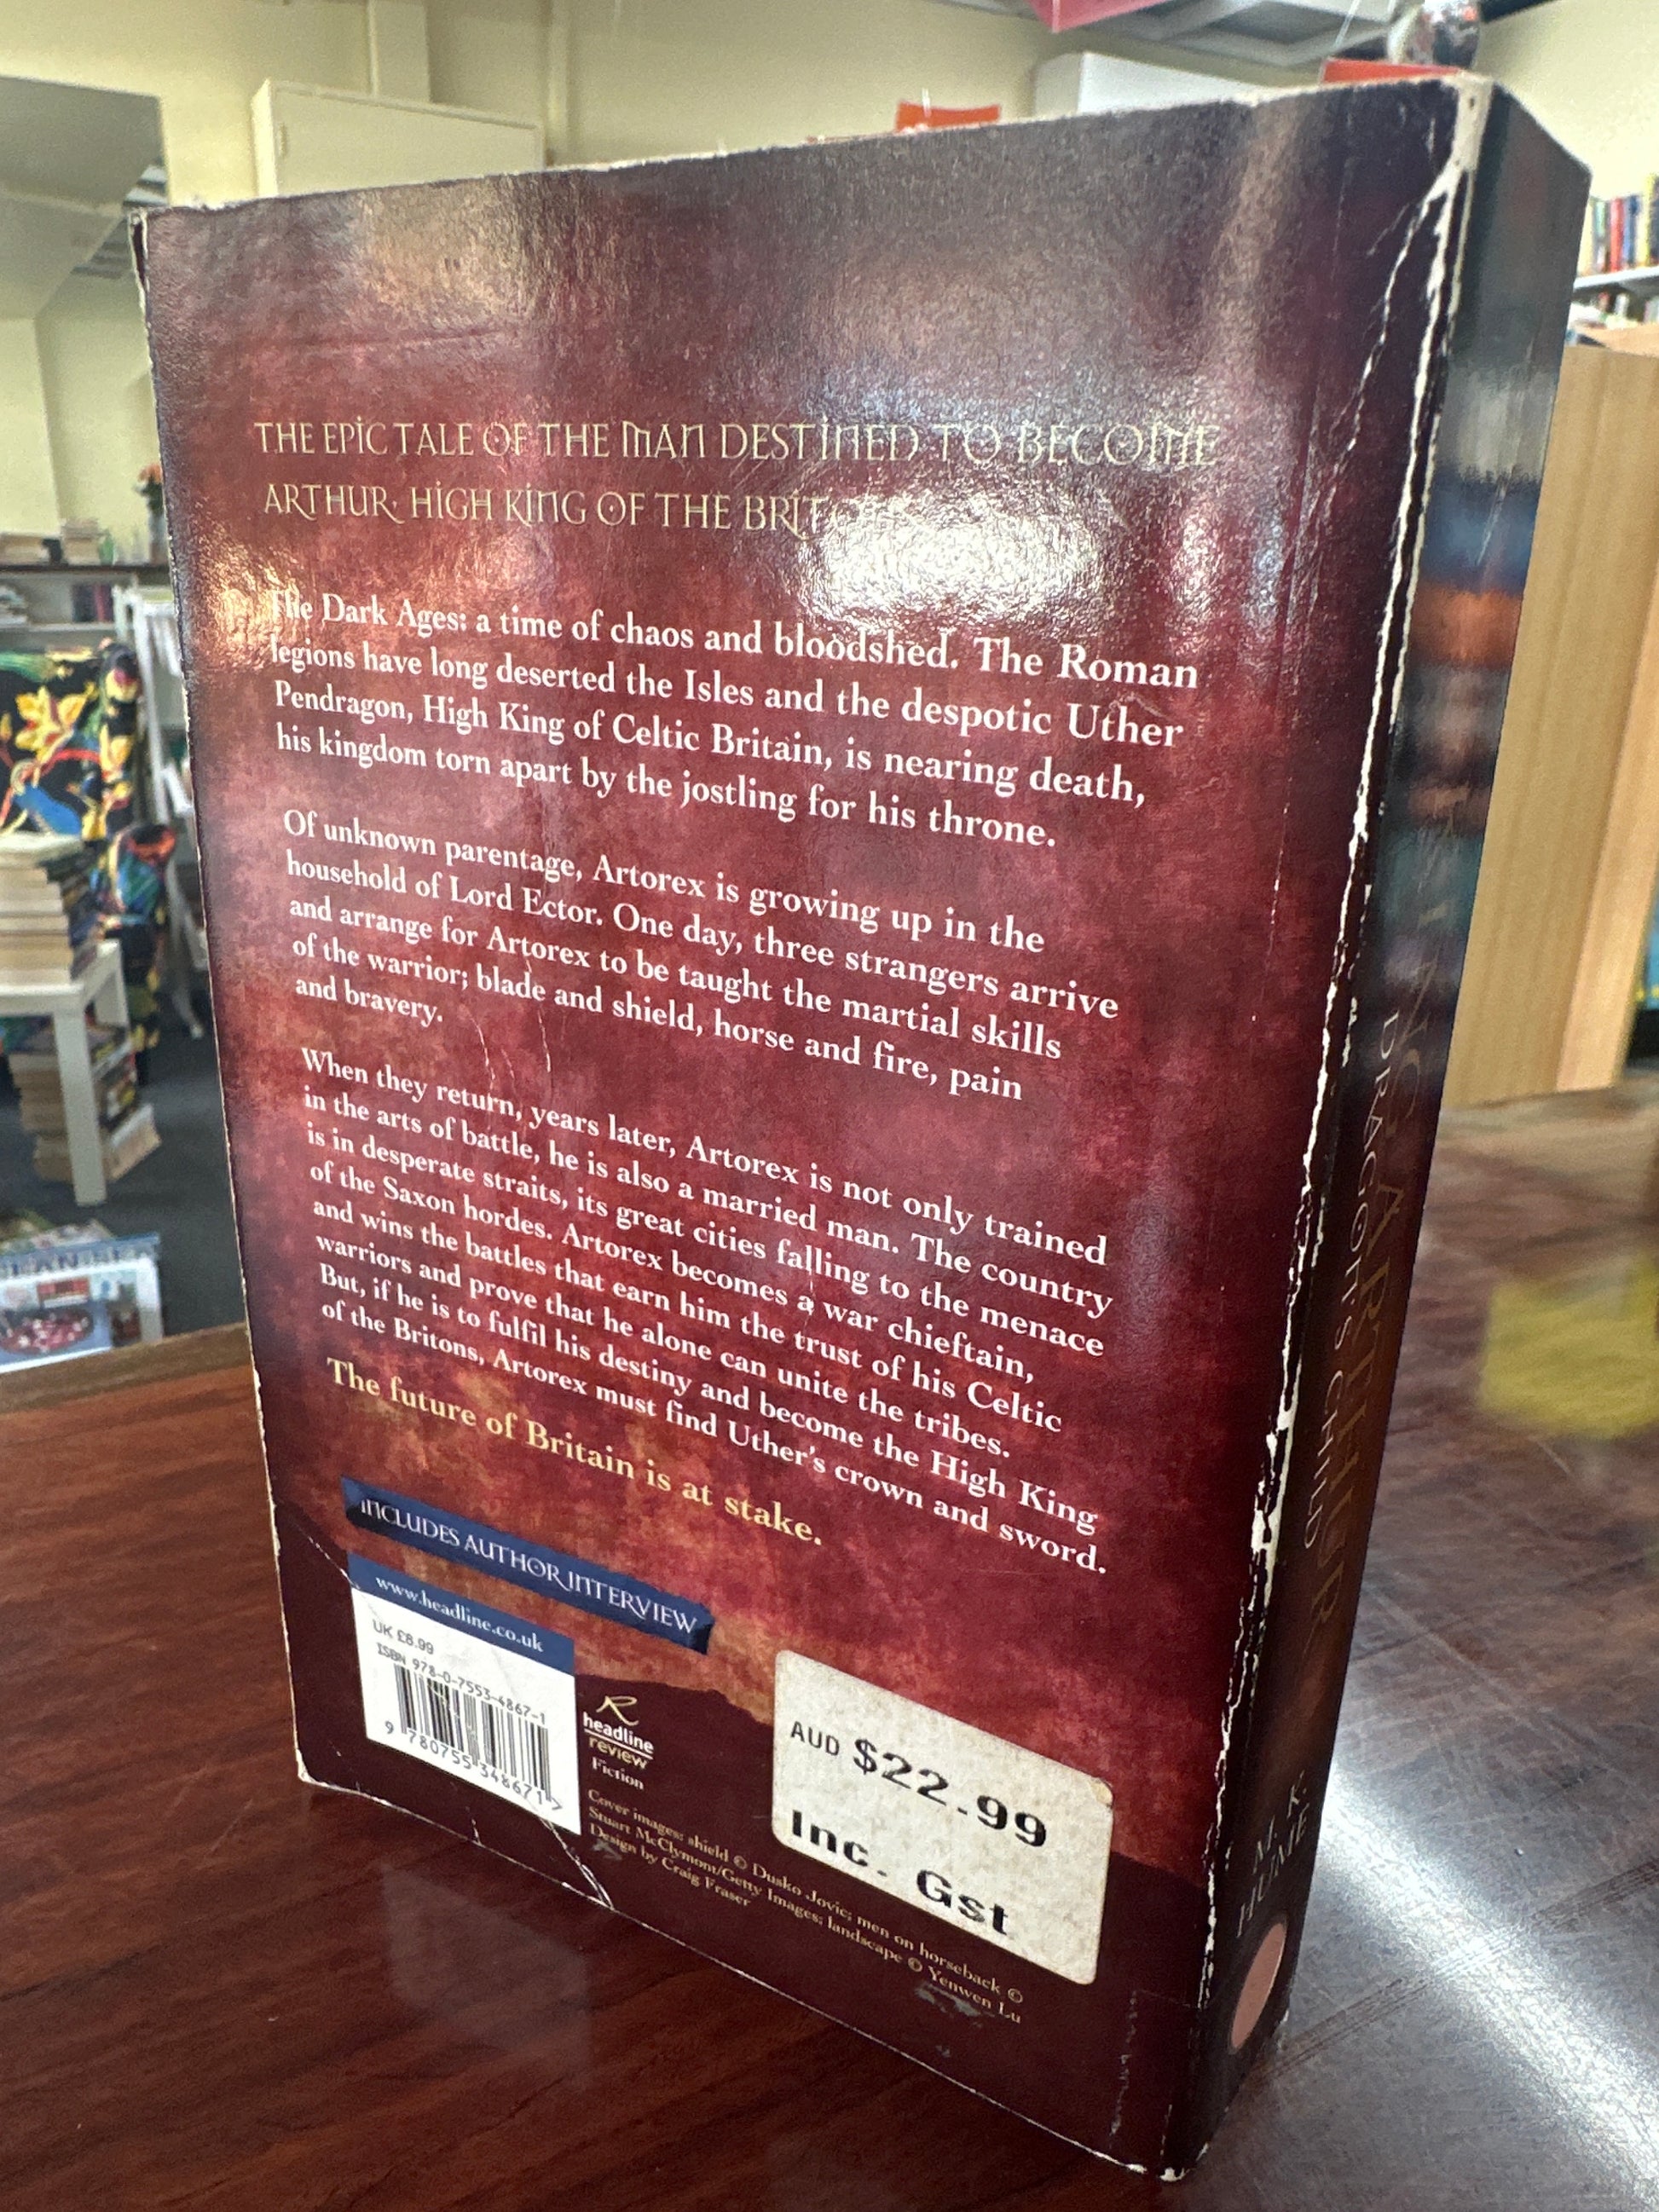 THE EPIC TALE OF THE MAN DESTINED TO BECOME
ARTHUR, HIGH KING OF THE BRITONS
The Dark Ages: a time of chaos and bloodshed. The Roman
legions have long deserted the Isles and the despotic Uther
Pendragon, High King of Celtic Britain, is nearing death,
his kingdom torn apart by the jostling for his throne.
Of unknown parentage, Artorex is growing up in the
household of Lord Ector. One day, three strangers arrive
and arrange for Artorex to be taught the martial skills
of the warrior; blade and shield, horse and fire, pain
and bravery.
When they return, years later, Artorex is not only trained
in the arts of battle, he is also a married man. The country
is in desperate straits, its great cities falling to the menace
of the Saxon hordes. Artorex becomes a war chieftain,
and wins the battles that earn him the trust of his Celtic
warriors and prove that he alone can unite the tribes.
But, if he is to fulfil his destiny and become the High King
of the Britons, Artorex must find Uther's crown and sword.
The future of Britain is at stake.
INCLUDES AUTHOR INTERVIEW
www.headline.co.uk
UK £8.99
ISBN 978-0-7553-4867-1
9 780755 348671 >
R
headline
review
Fiction
Cover images: shield © Dusko Jovic; men on horseback ©
Stuart McClymont/Getty Images; landscape © Yenwen Lu
Design by Craig Fraser
AUD $22.99
Inc. Gst
KING ARTHUR
DRAGON'S CHILD
M. K.
HUME